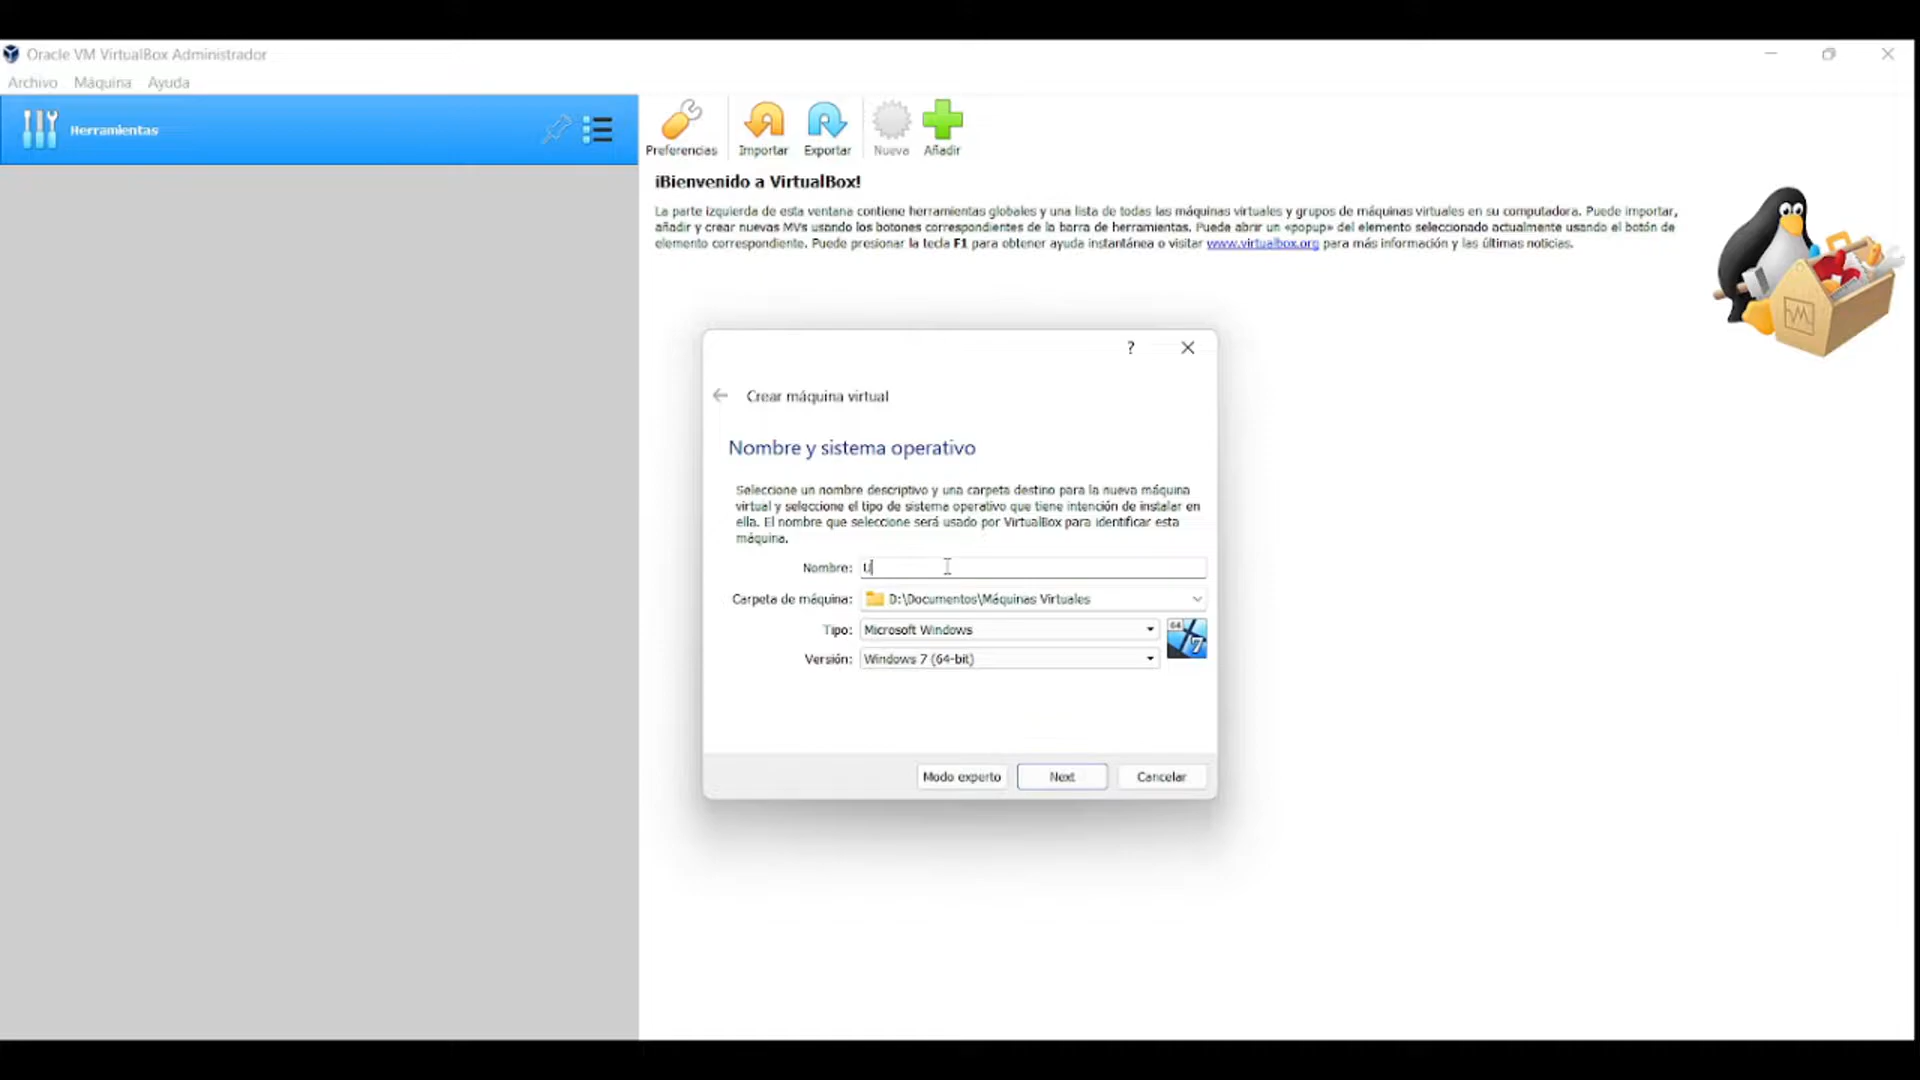 Oracle VM VirtualBox Administrador
Archivo Máquina Ayuda
Herramientas
Preferencias Importar Exportar Nueva Añadir
¡Bienvenido a VirtualBox!
La parte izquierda de esta ventana contiene herramientas globales y una lista de todas las máquinas virtuales y grupos de máquinas virtuales en su computadora. Puede importar,
añadir y crear nuevas MVs usando los botones correspondientes de la barra de herramientas. Puede abrir un «popup» del elemento seleccionado actualmente usando el botón de
elemento correspondiente. Puede presionar la tecla F1 para obtener ayuda instantánea o visitar www.virtualbox.org para más información y las últimas noticias.
?
Crear máquina virtual
Nombre y sistema operativo
Seleccione un nombre descriptivo y una carpeta destino para la nueva máquina
virtual y seleccione el tipo de sistema operativo que tiene intención de instalar en
ella. El nombre que seleccione será usado por VirtualBox para identificar esta
máquina.
Nombre: U
Carpeta de máquina: D:\Documentos\Máquinas Virtuales
Tipo: Microsoft Windows
64
7
Versión: Windows 7 (64-bit)
Modo experto Next Cancelar